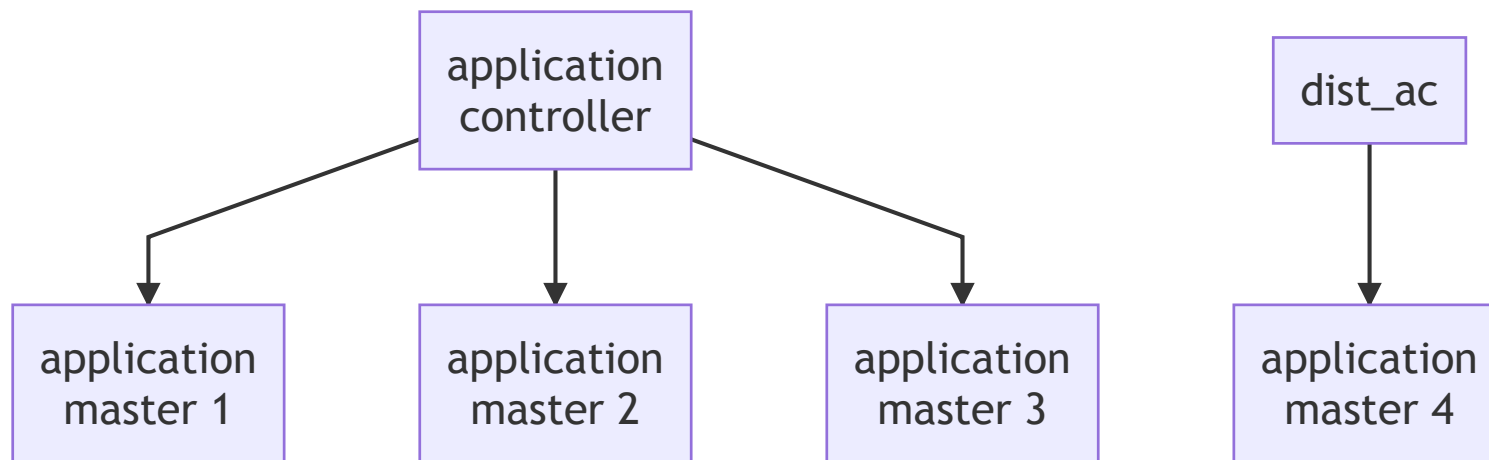 application
controller
dist_ac
application
master 1
application
master 2
application
master 3
application
master 4